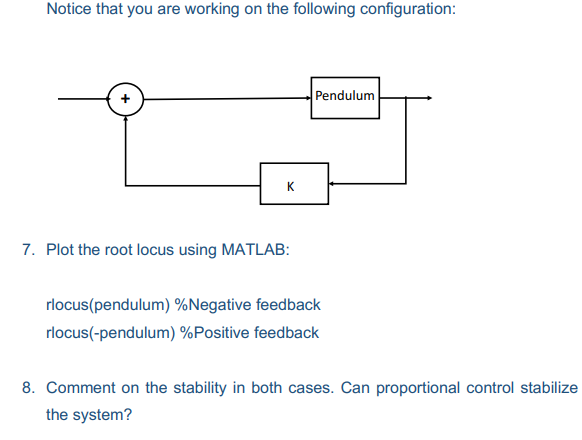 Notice that you are working on the following configuration:
+
Pendulum
K
7. Plot the root locus using MATLAB:
rlocus(pendulum) %Negative feedback
rlocus(-pendulum) %Positive feedback
8. Comment on the stability in both cases. Can proportional control stabilize
the system?